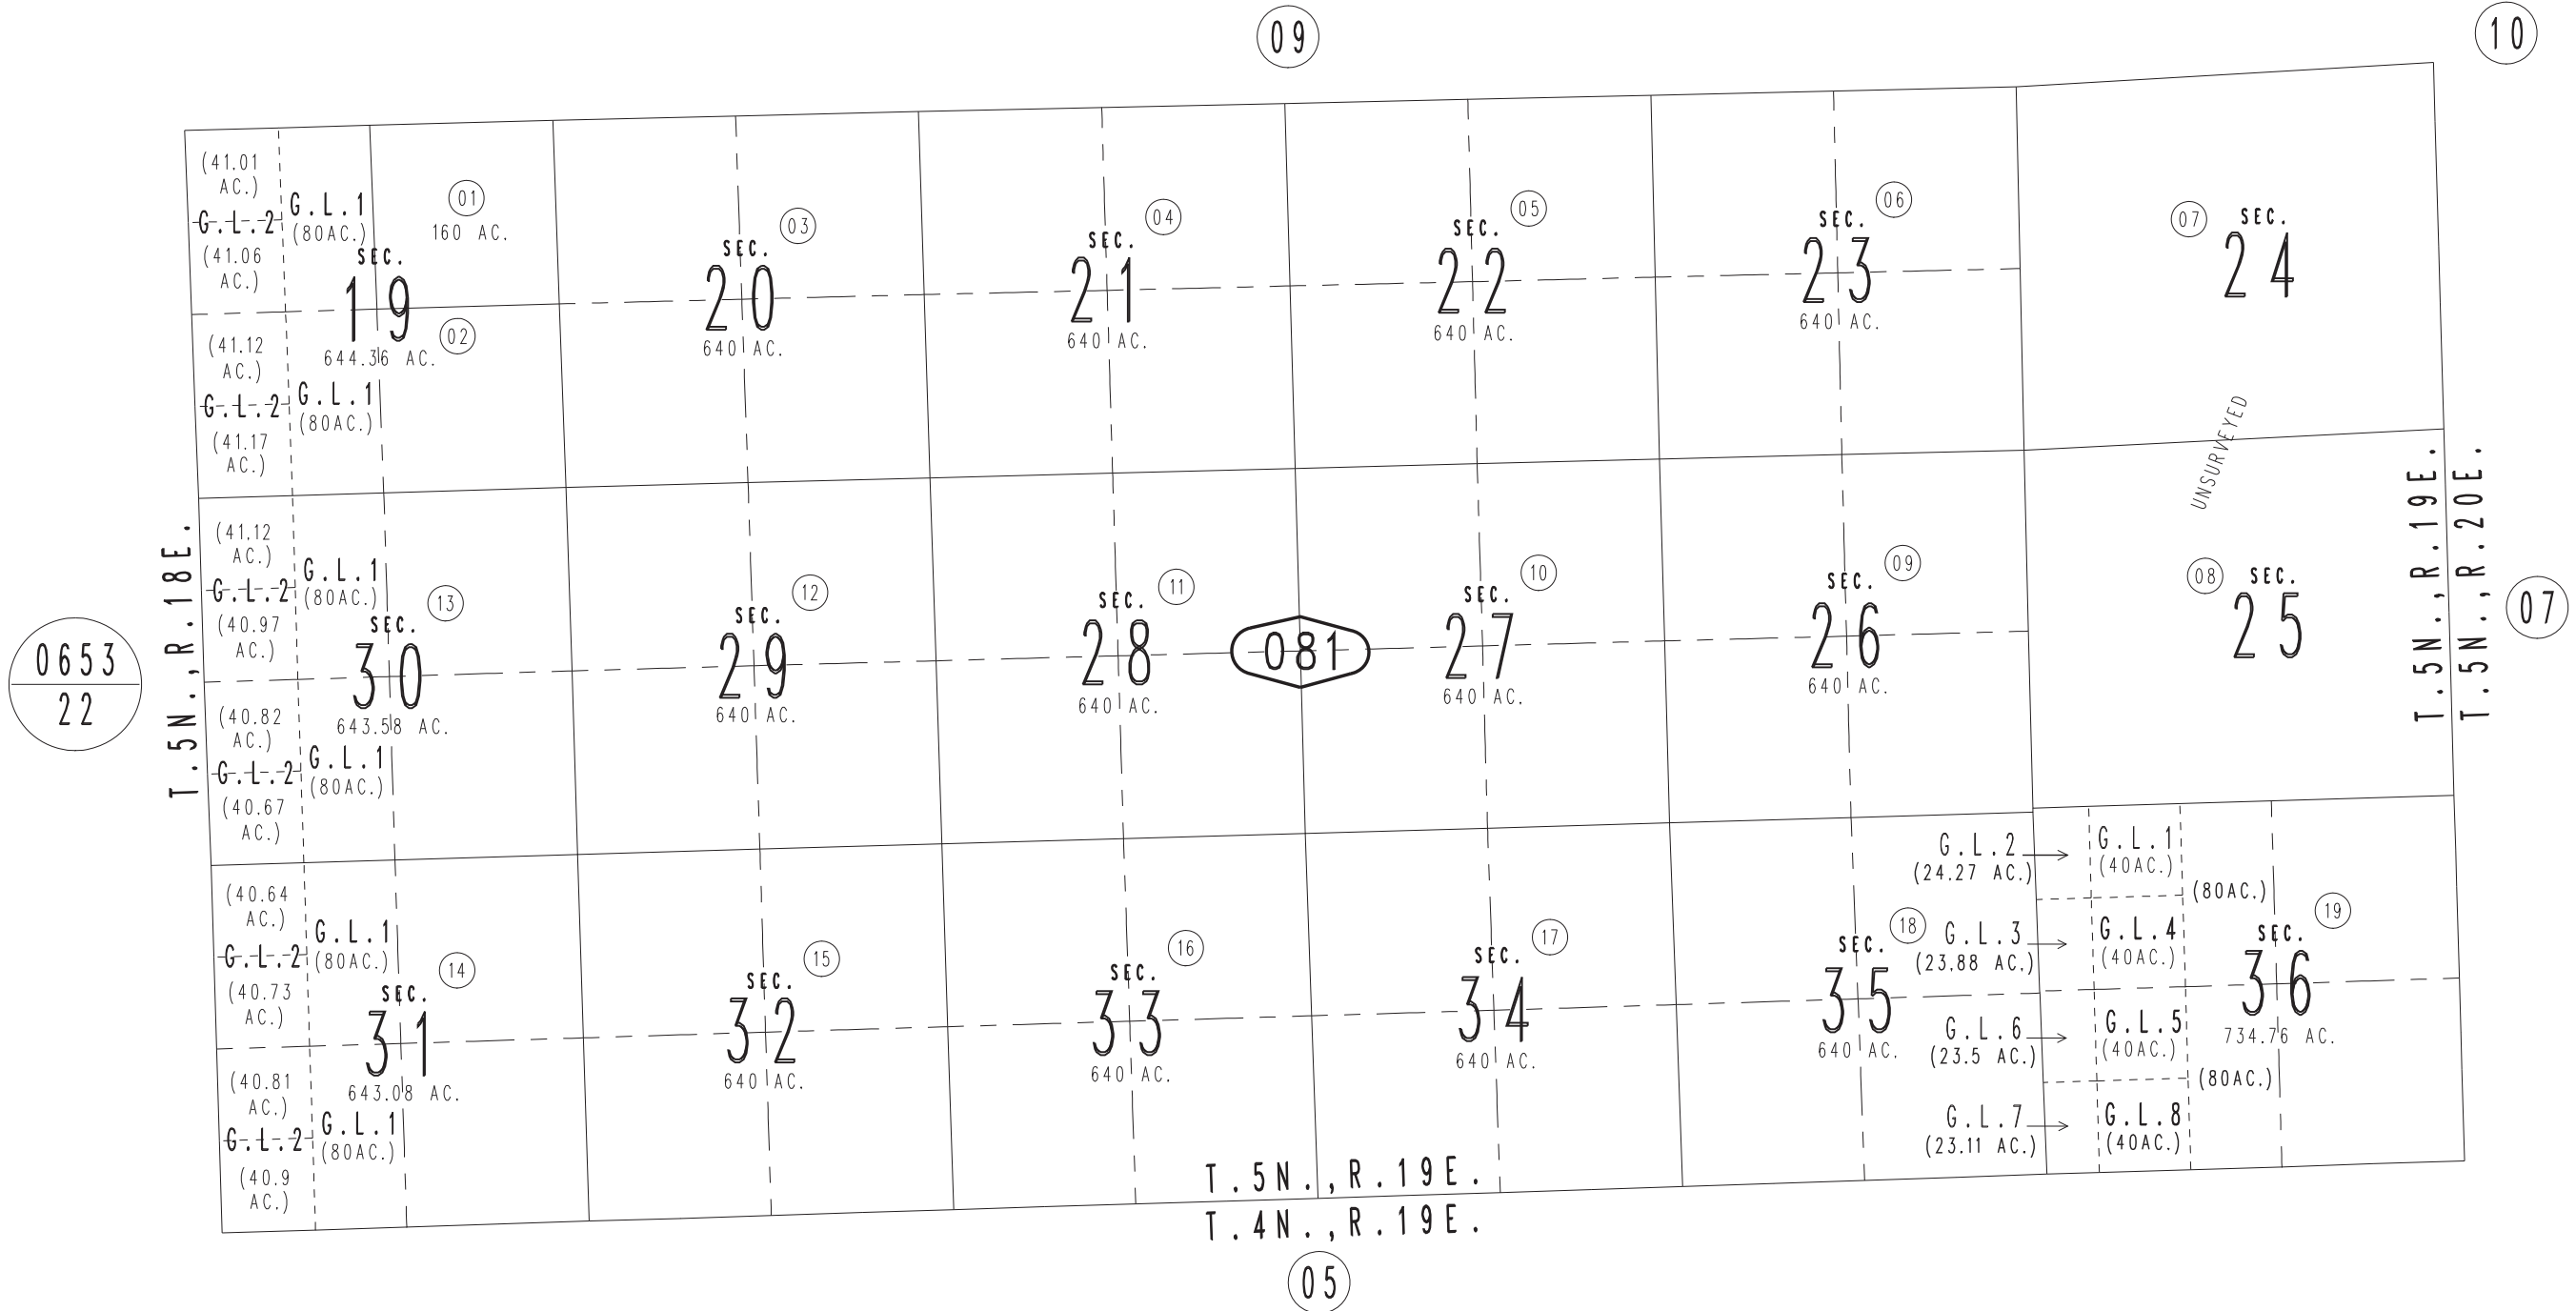 09
10
(41.01
AC.)
G.L.2
(41.06
AC.)
G.L.1
(80AC.)
01
160 AC.
SEC.
19
644.36 AC.
02
(41.12
AC.)
G.L.2
(41.17
AC.)
G.L.1
(80AC.)
03
SEC.
20
640 AC.
04
SEC.
21
640 AC.
05
SEC.
22
640 AC.
06
SEC.
23
640 AC.
07
SEC.
24
UNSURVEYED
T.5N.,R.18E.
0653
22
(41.12
AC.)
G.L.2
(40.97
AC.)
G.L.1
(80AC.)
13
SEC.
30
643.58 AC.
(40.82
AC.)
G.L.2
(40.67
AC.)
G.L.1
(80AC.)
12
SEC.
29
640 AC.
11
SEC.
28
640 AC.
081
10
SEC.
27
640 AC.
09
SEC.
26
640 AC.
08
SEC.
25
T.5N.,R.19E.
T.5N.,R.20E.
07
(40.64
AC.)
G.L.2
(40.73
AC.)
G.L.1
(80AC.)
14
SEC.
31
643.08 AC.
(40.81
AC.)
G.L.2
(40.9
AC.)
G.L.1
(80AC.)
15
SEC.
32
640 AC.
16
SEC.
33
640 AC.
17
SEC.
34
640 AC.
18
SEC.
35
640 AC.
G.L.2
(24.27 AC.)
G.L.1
(40AC.)
(80AC.)
G.L.3
(23.88 AC.)
G.L.4
(40AC.)
19
SEC.
36
734.76 AC.
G.L.6
(23.5 AC.)
G.L.5
(40AC.)
(80AC.)
G.L.7
(23.11 AC.)
G.L.8
(40AC.)
T.5N.,R.19E.
T.4N.,R.19E.
05